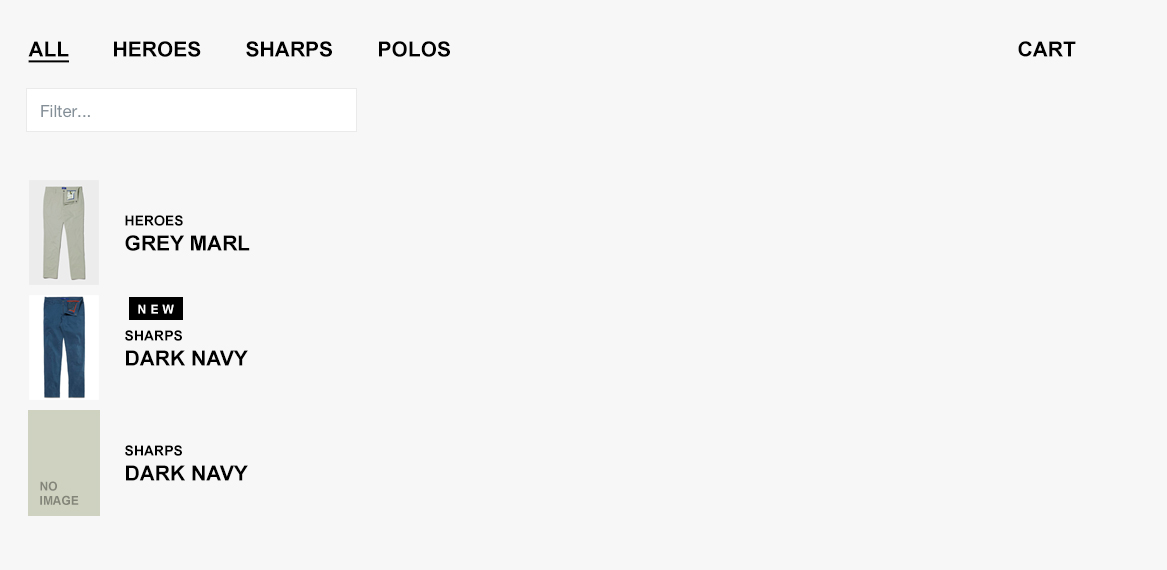 ALL HEROES SHARPS POLOS CART
Filter...
HEROES
GREY MARL
NEW
SHARPS
DARK NAVY
SHARPS
DARK NAVY
NO
IMAGE